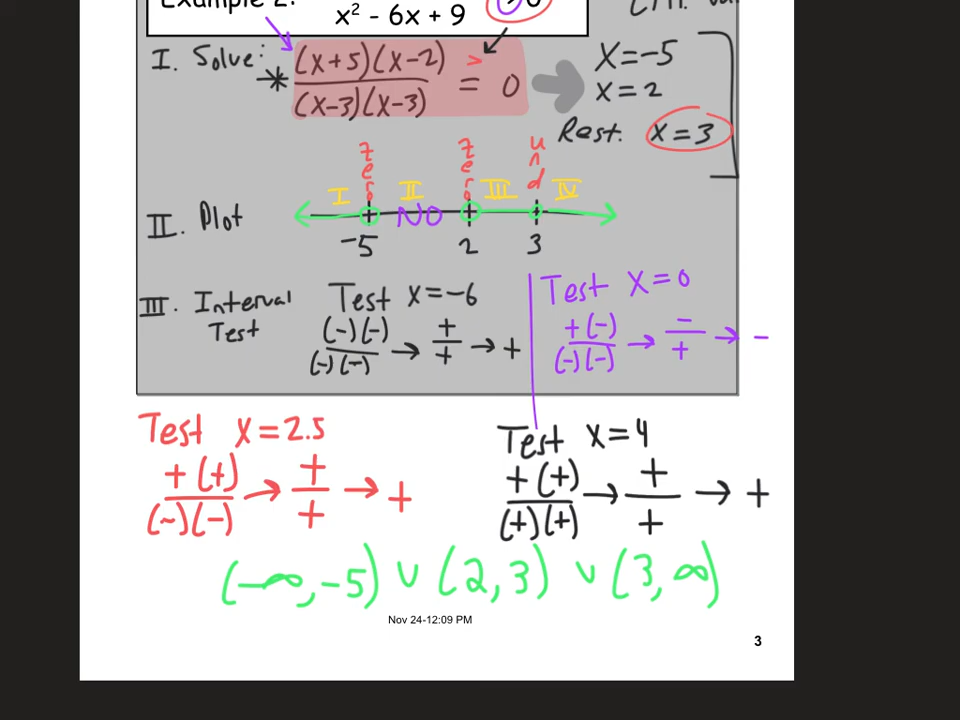 Example 2:
x² - 6x + 9
I. Solve:
* (x+5)(x-2) / (x-3)(x-3) > = 0
x=-5
x=2
Rest. x=3
zero zero und
I II III IV
II. Plot
NO
-5 2 3
III. Interval Test
Test x=-6
(-)(-) / (-)(-) → + / + → +
Test x=0
+(-) / (-)(-) → - / + → -
Test x=2.5
+(+) / (-)(-) → + / + → +
Test x=4
+(+) / (+)(+) → + / + → +
(-∞,-5) ∪ (2,3) ∪ (3,∞)
Nov 24-12:09 PM
3